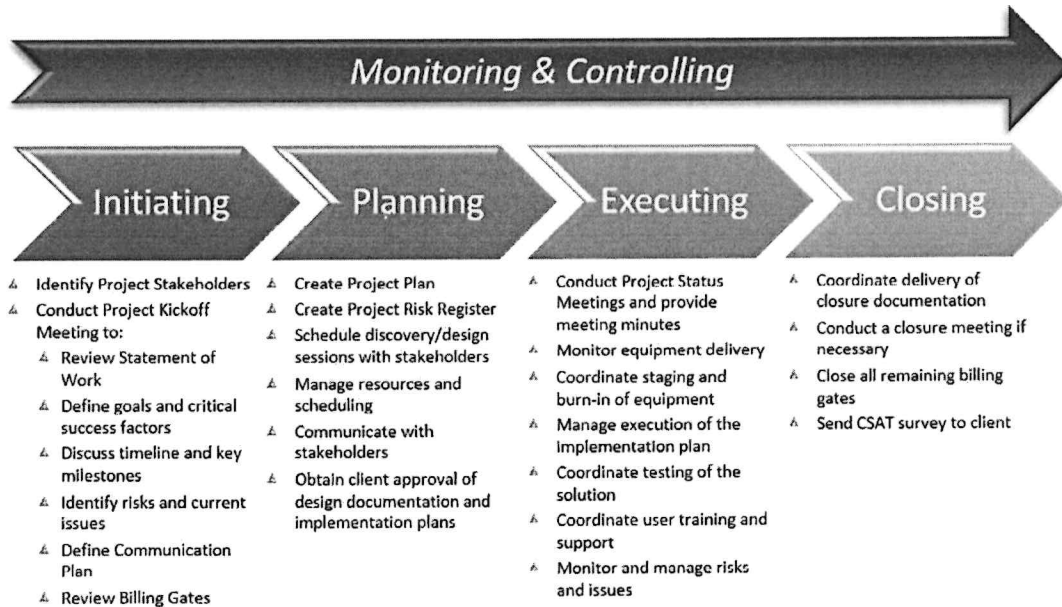 Monitoring & Controlling
Initiating
Identify Project Stakeholders
Conduct Project Kickoff
Meeting to:
Review Statement of
Work
Define goals and critical
success factors
Discuss timeline and key
milestones
Identify risks and current
issues
Define Communication
Plan
Review Billing Gates
Planning
Create Project Plan
Create Project Risk Register
Schedule discovery/design
sessions with stakeholders
Manage resources and
scheduling
Communicate with
stakeholders
Obtain client approval of
design documentation and
implementation plans
Executing
Conduct Project Status
Meetings and provide
meeting minutes
Monitor equipment delivery
Coordinate staging and
burn-in of equipment
Manage execution of the
implementation plan
Coordinate testing of the
solution
Coordinate user training and
support
Monitor and manage risks
and issues
Closing
Coordinate delivery of
closure documentation
Conduct a closure meeting if
necessary
Close all remaining billing
gates
Send CSAT survey to client